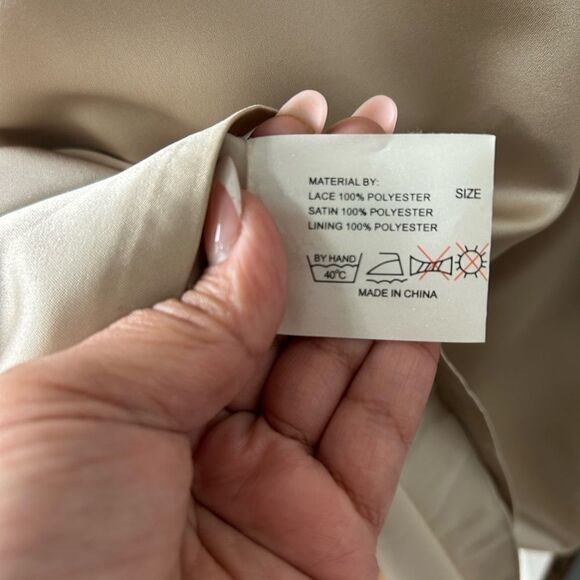 MATERIAL BY:
LACE 100% POLYESTER SIZE
SATIN 100% POLYESTER
LINING 100% POLYESTER
BY HAND
40°C
MADE IN CHINA